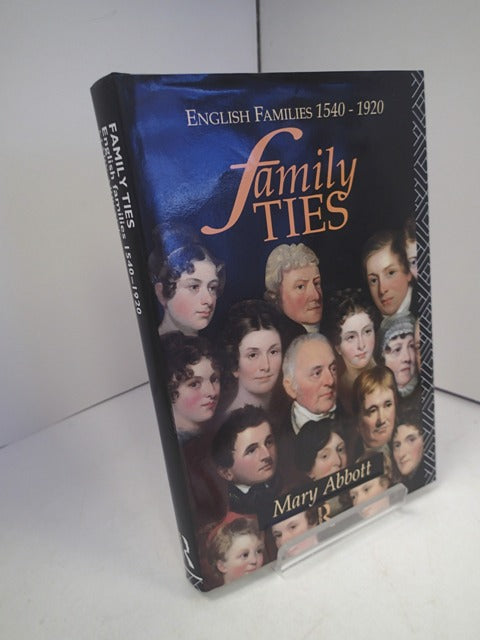 ENGLISH FAMILIES 1540 - 1920
family
TIES
Mary Abbott
R
FAMILY TIES
English families 1540-1920
R